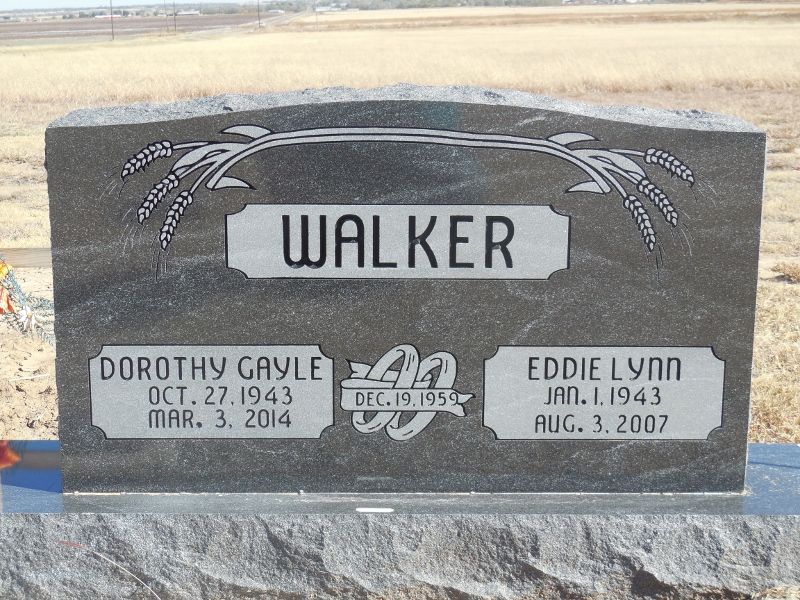 WALKER
DOROTHY GAYLE
OCT. 27, 1943
MAR. 3, 2014
DEC. 19, 1959
EDDIE LYNN
JAN. 1, 1943
AUG. 3, 2007